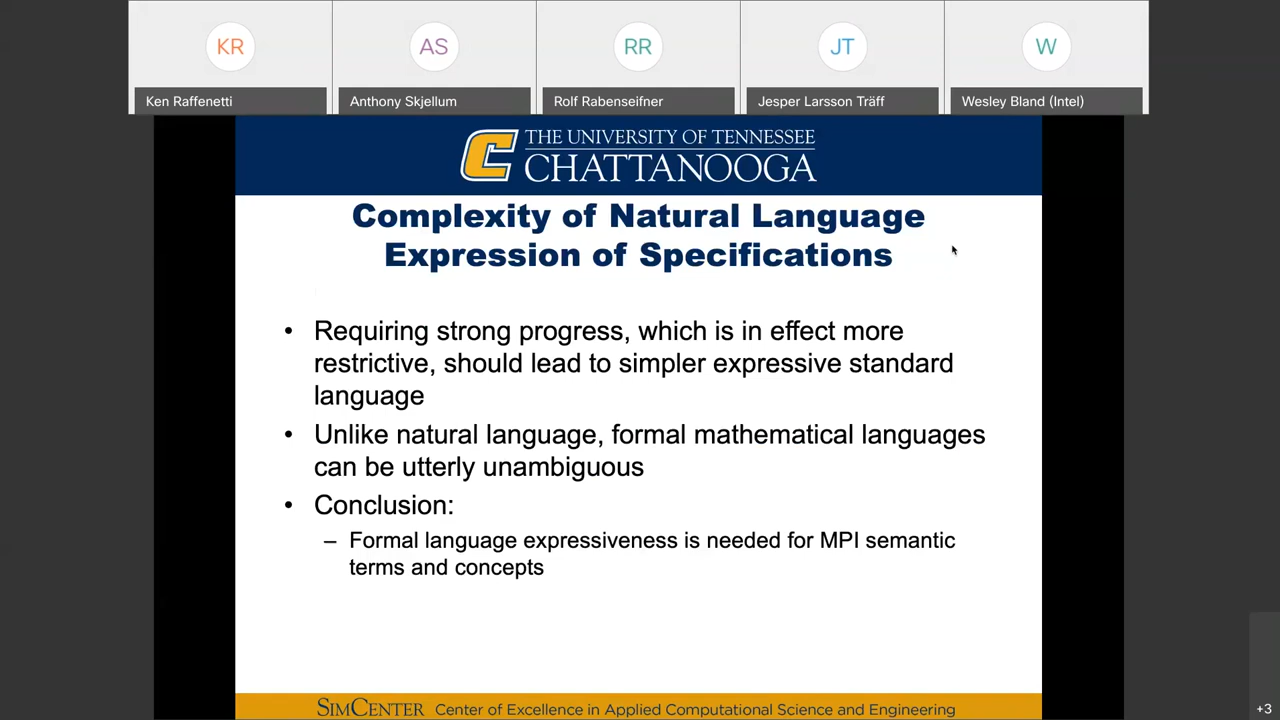 KR
AS
RR
JT
W
Ken Raffenetti
Anthony Skjellum
Rolf Rabenseifner
Jesper Larsson Träff
Wesley Bland (Intel)
C
THE UNIVERSITY OF TENNESSEE
CHATTANOOGA
Complexity of Natural Language
Expression of Specifications
• Requiring strong progress, which is in effect more
restrictive, should lead to simpler expressive standard
language
• Unlike natural language, formal mathematical languages
can be utterly unambiguous
• Conclusion:
– Formal language expressiveness is needed for MPI semantic
terms and concepts
SIMCENTER Center of Excellence in Applied Computational Science and Engineering
+3